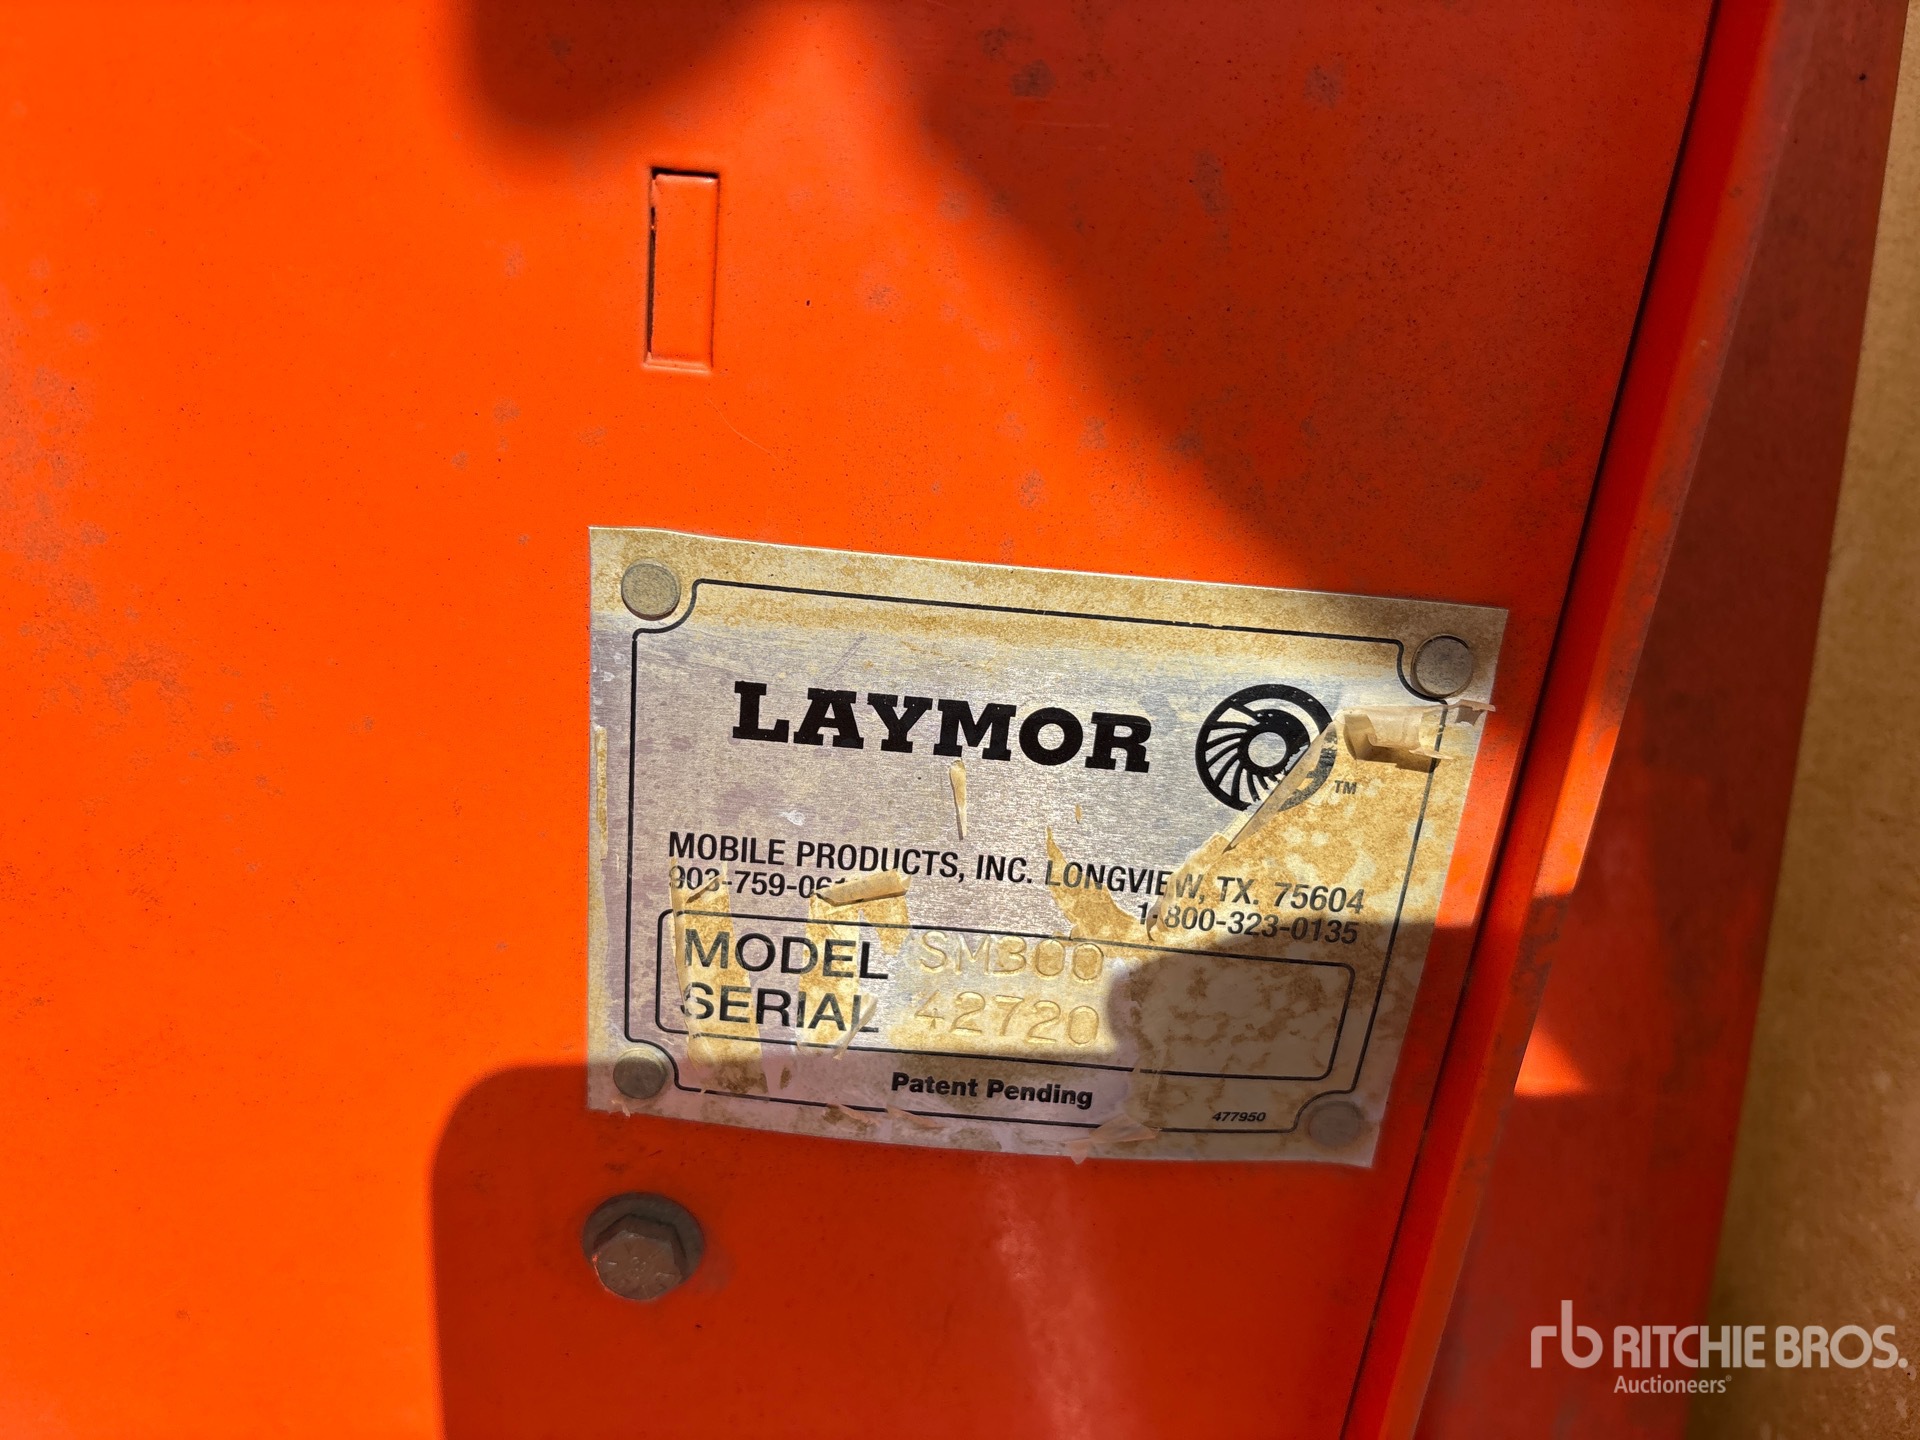 LAYMOR
TM
MOBILE PRODUCTS, INC. LONGVIEW, TX. 75604
1-800-323-0135
MODEL SM300
SERIAL 42720
Patent Pending
477950
rb RITCHIE BROS.
Auctioneers